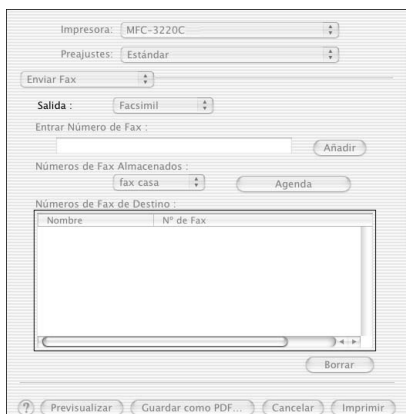 Impresora: MFC-3220C
Preajustes: Estándar
Enviar Fax
Salida : Facsimil
Entrar Número de Fax :
Añadir
Números de Fax Almacenados :
fax casa Agenda
Números de Fax de Destino :
Nombre Nº de Fax
Borrar
? Previsualizar Guardar como PDF... Cancelar Imprimir